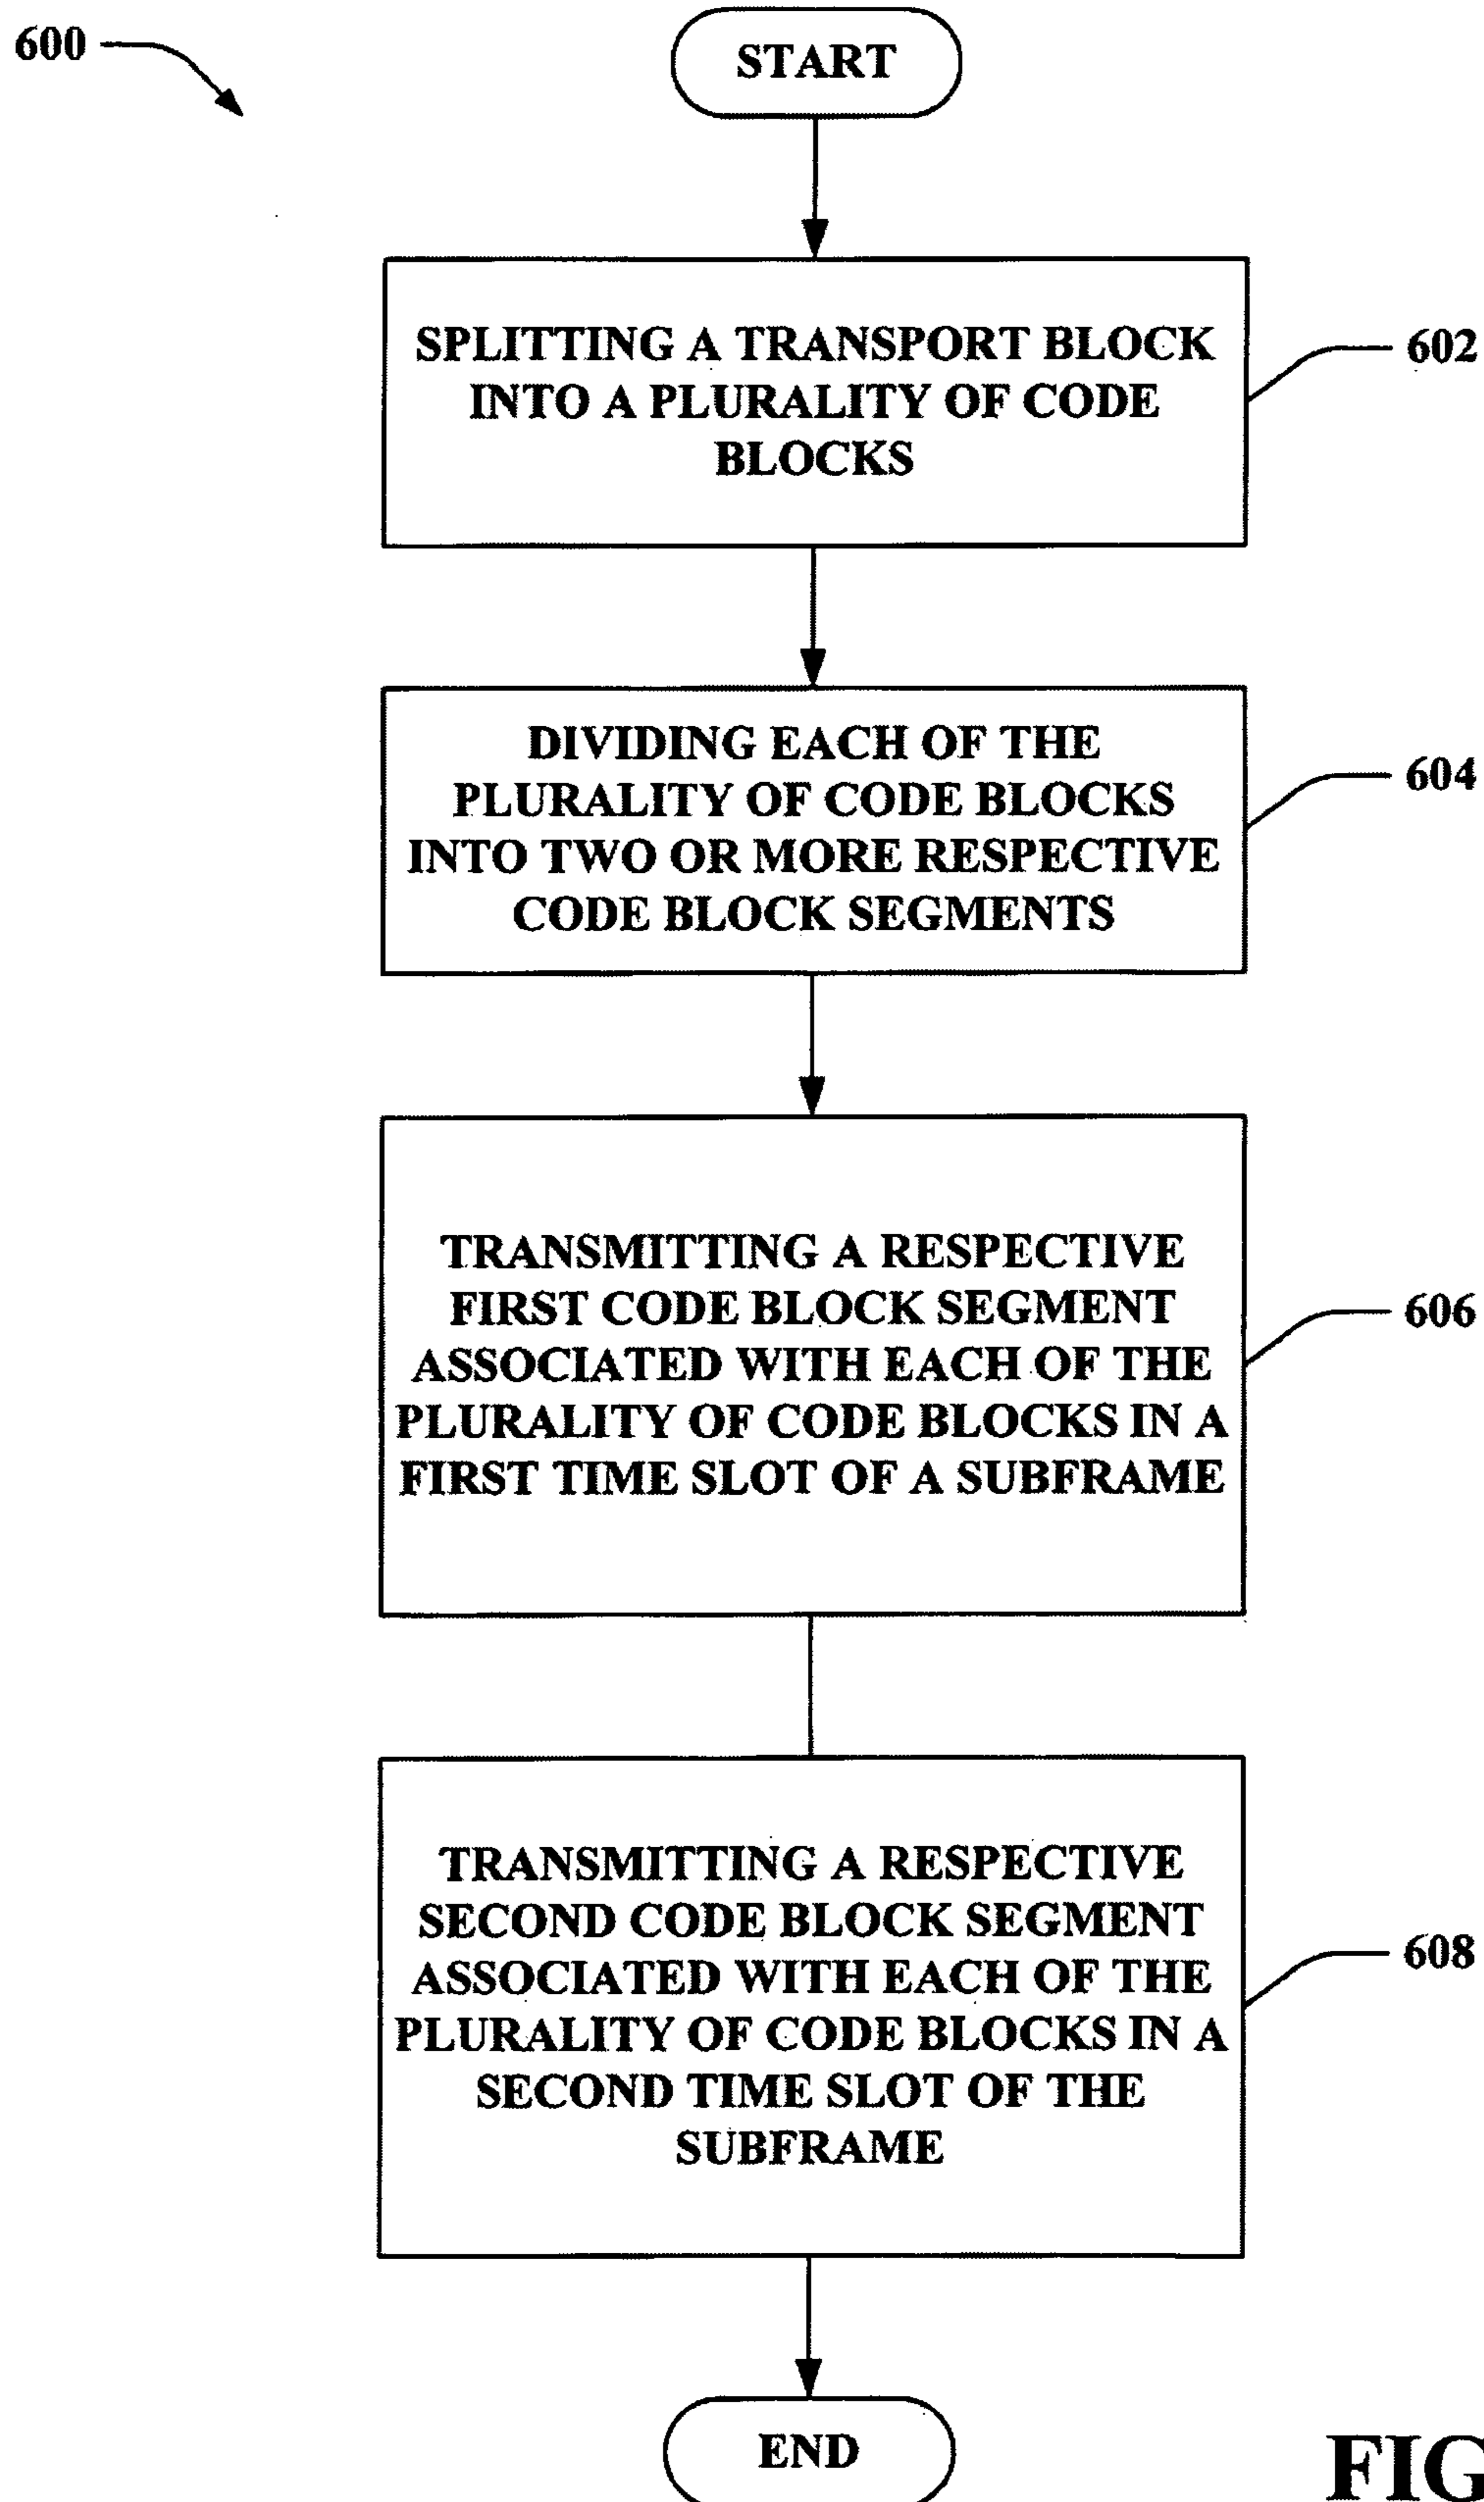 600
START
SPLITTING A TRANSPORT BLOCK
INTO A PLURALITY OF CODE
BLOCKS
602
DIVIDING EACH OF THE
PLURALITY OF CODE BLOCKS
INTO TWO OR MORE RESPECTIVE
CODE BLOCK SEGMENTS
604
TRANSMITTING A RESPECTIVE
FIRST CODE BLOCK SEGMENT
ASSOCIATED WITH EACH OF THE
PLURALITY OF CODE BLOCKS IN A
FIRST TIME SLOT OF A SUBFRAME
606
TRANSMITTING A RESPECTIVE
SECOND CODE BLOCK SEGMENT
ASSOCIATED WITH EACH OF THE
PLURALITY OF CODE BLOCKS IN A
SECOND TIME SLOT OF THE
SUBFRAME
608
END
FIG